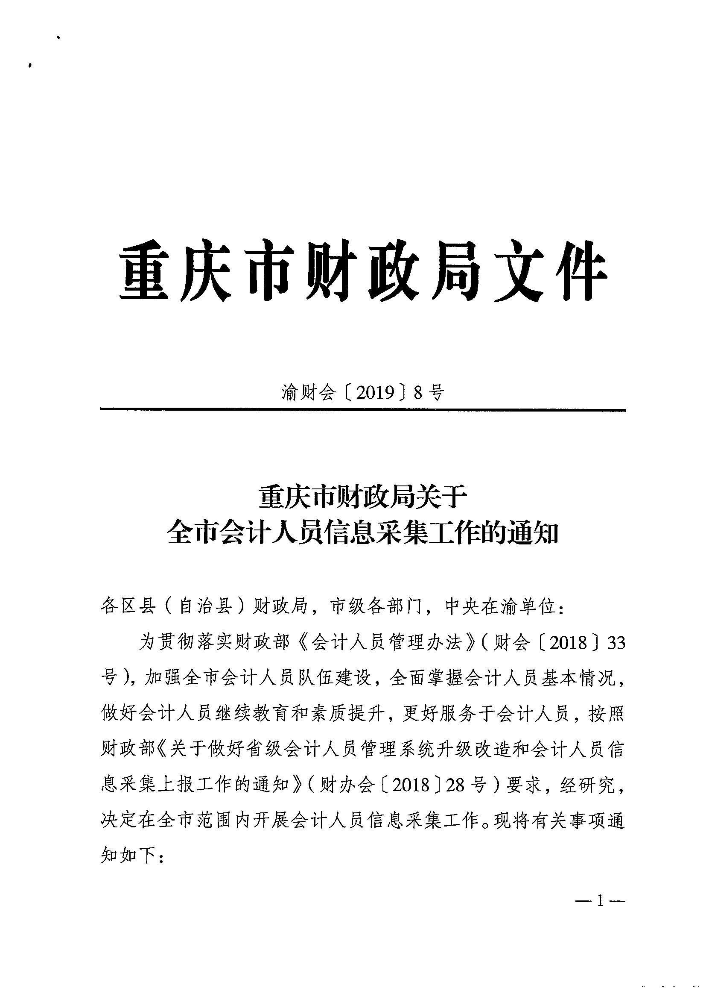 重庆市财政局文件
渝财会〔2019〕8号
重庆市财政局关于
全市会计人员信息采集工作的通知
各区县（自治县）财政局，市级各部门，中央在渝单位：
为贯彻落实财政部《会计人员管理办法》（财会〔2018〕33
号），加强全市会计人员队伍建设，全面掌握会计人员基本情况，
做好会计人员继续教育和素质提升，更好服务于会计人员，按照
财政部《关于做好省级会计人员管理系统升级改造和会计人员信
息采集上报工作的通知》（财办会〔2018〕28号）要求，经研究，
决定在全市范围内开展会计人员信息采集工作。现将有关事项通
知如下：
— 1 —